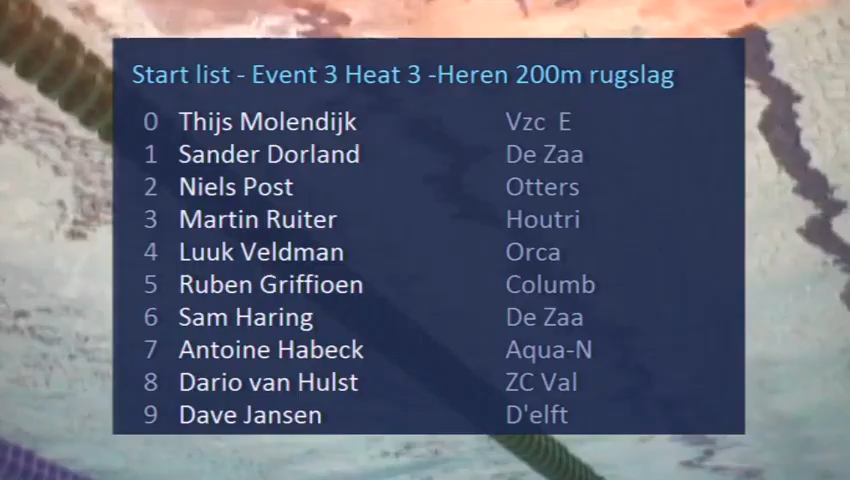 Start list - Event 3 Heat 3 -Heren 200m rugslag
0 Thijs Molendijk Vzc E
1 Sander Dorland De Zaa
2 Niels Post Otters
3 Martin Ruiter Houtri
4 Luuk Veldman Orca
5 Ruben Griffioen Columb
6 Sam Haring De Zaa
7 Antoine Habeck Aqua-N
8 Dario van Hulst ZC Val
9 Dave Jansen D'elft